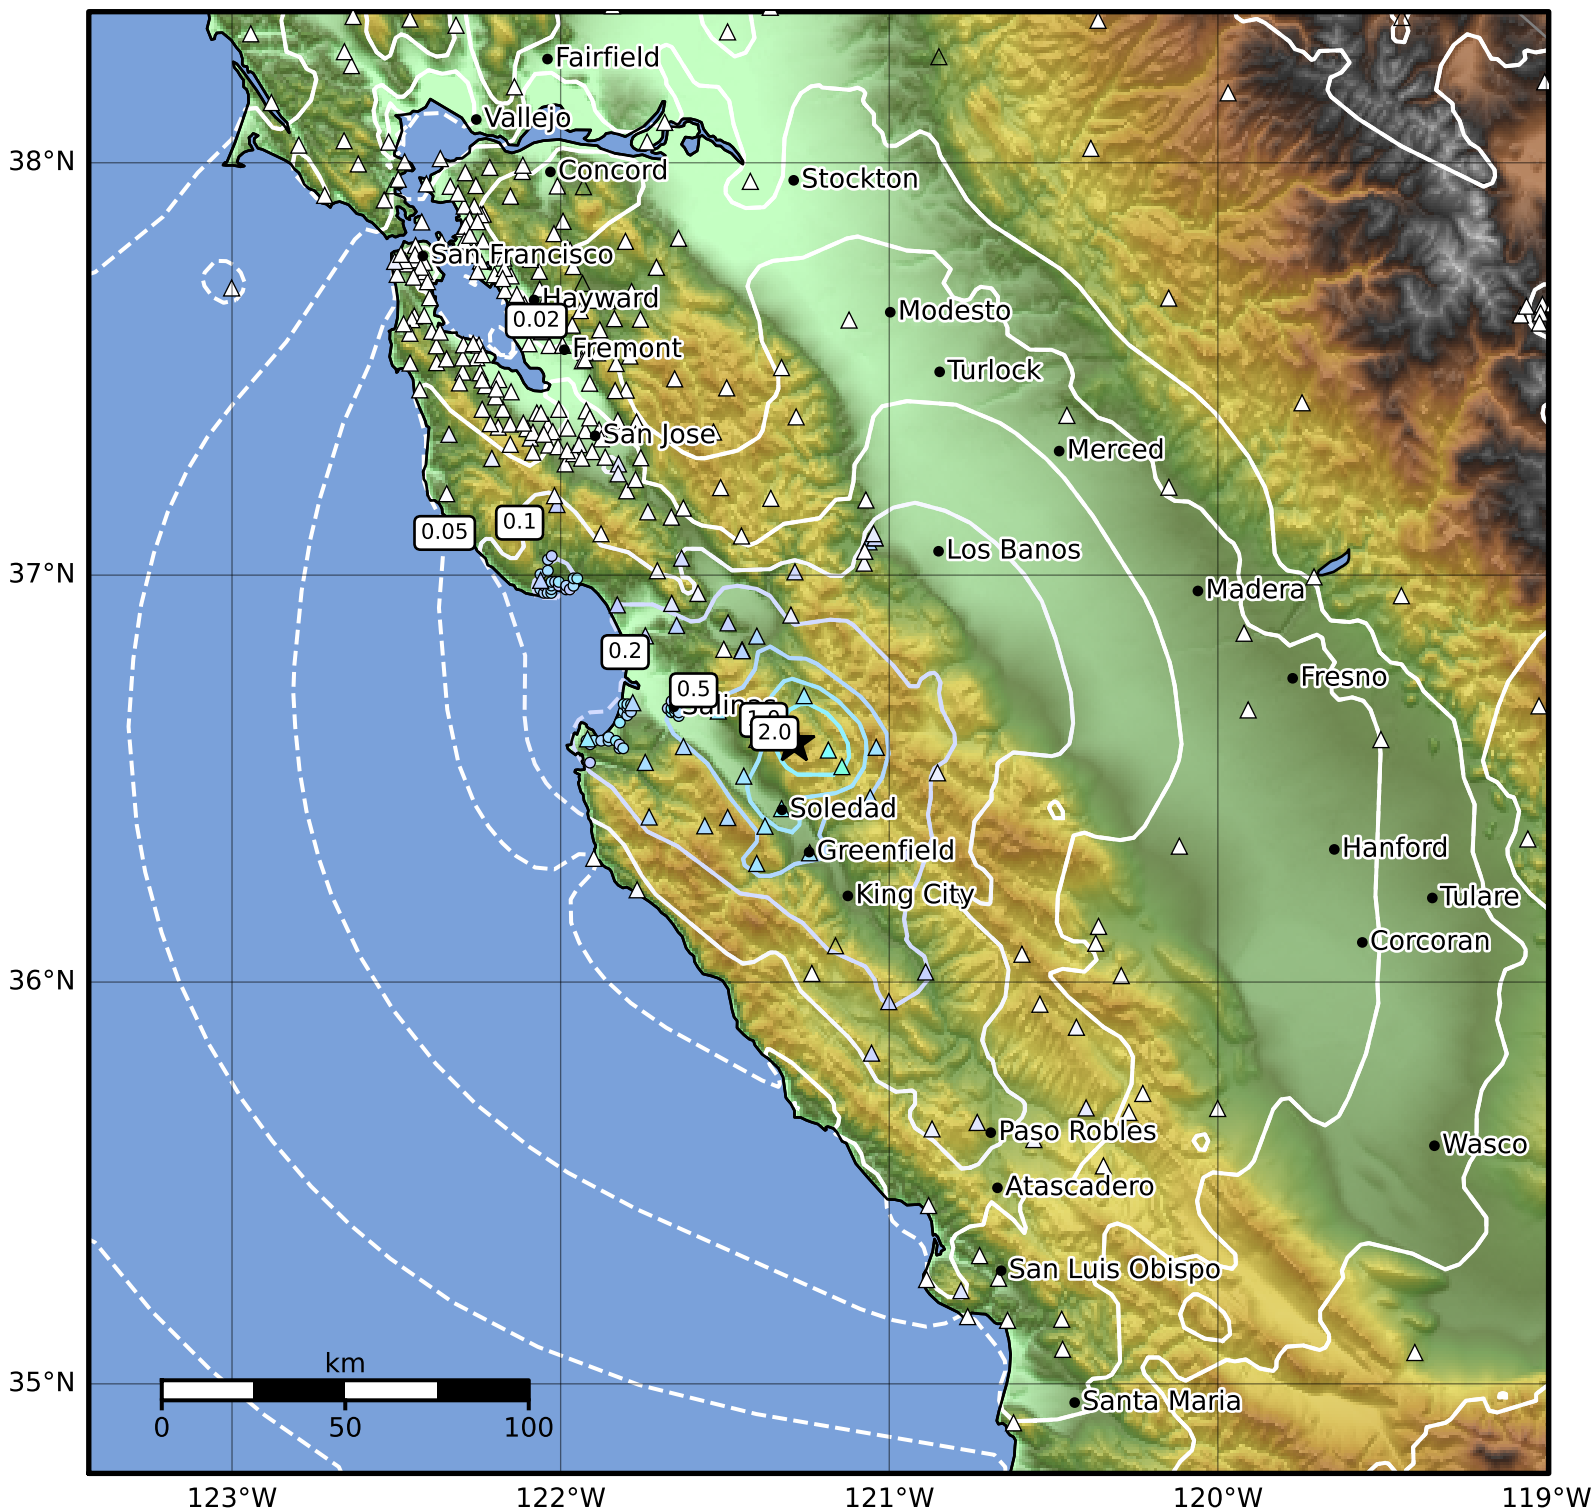 Fairfield
Vallejo
38°N
Concord
Stockton
San Francisco
Hayward
0.02
Modesto
Fremont
Turlock
San Jose
Merced
0.05
0.1
Los Banos
37°N
Madera
0.2
Fresno
0.5
Salinas
1.0
2.0
Soledad
Greenfield
Hanford
King City
Tulare
Corcoran
36°N
Paso Robles
Wasco
Atascadero
San Luis Obispo
km
35°N
Santa Maria
0 50 100
123°W 122°W 121°W 120°W 119°W